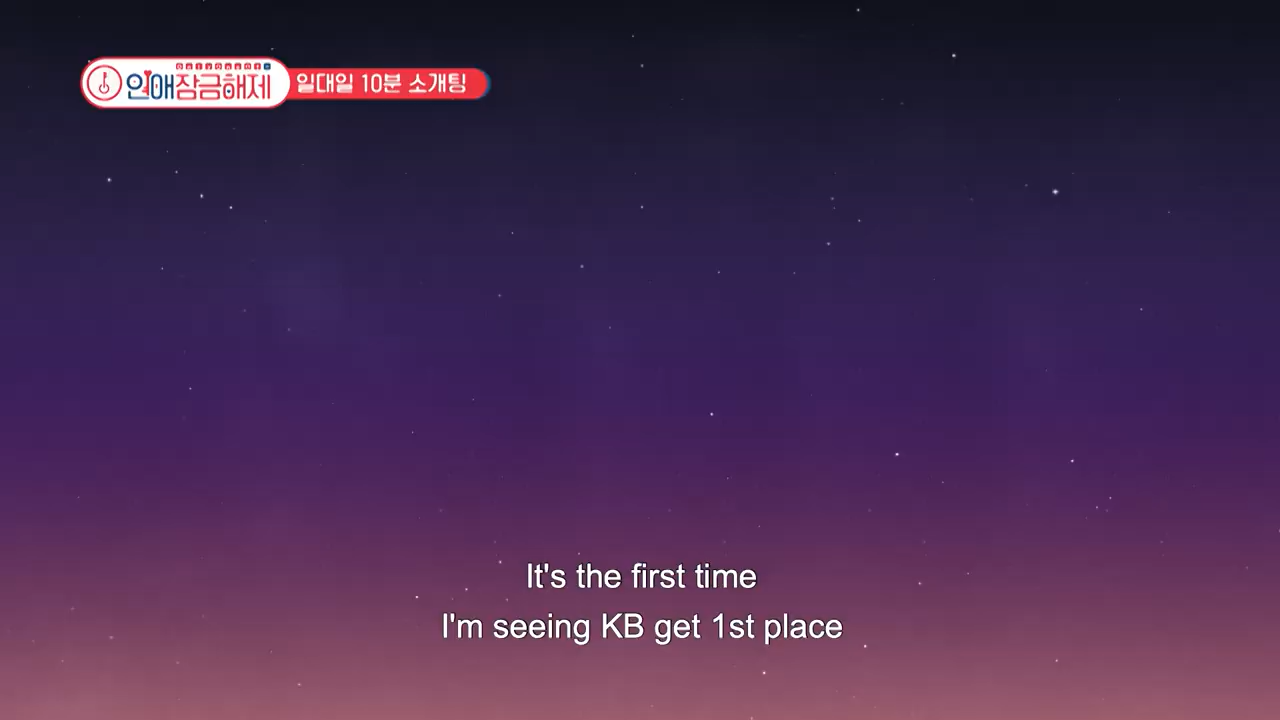 연애잠금해제 일대일 10분 소개팅
It's the first time
I'm seeing KB get 1st place